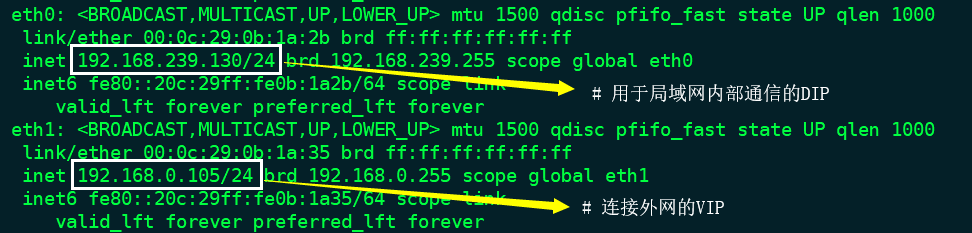 eth0: <BROADCAST,MULTICAST,UP,LOWER_UP> mtu 1500 qdisc pfifo_fast state UP qlen 1000
link/ether 00:0c:29:0b:1a:2b brd ff:ff:ff:ff:ff:ff
inet 192.168.239.130/24 brd 192.168.239.255 scope global eth0
inet6 fe80::20c:29ff:fe0b:1a2b/64 scope link
# 用于局域网内部通信的DIP
valid_lft forever preferred_lft forever
eth1: <BROADCAST,MULTICAST,UP,LOWER_UP> mtu 1500 qdisc pfifo_fast state UP qlen 1000
link/ether 00:0c:29:0b:1a:35 brd ff:ff:ff:ff:ff:ff
inet 192.168.0.105/24 brd 192.168.0.255 scope global eth1
inet6 fe80::20c:29ff:fe0b:1a35/64 scope link
# 连接外网的VIP
valid_lft forever preferred_lft forever